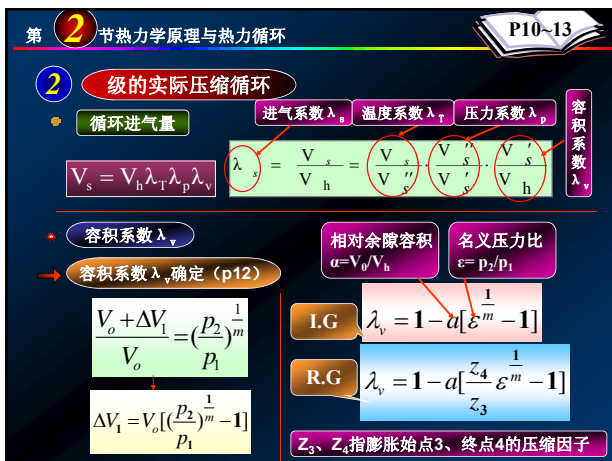 第2节热力学原理与热力循环
P10~13
2 级的实际压缩循环
循环进气量
进气系数λs 温度系数λT 压力系数λp
容积系数λv
Vs = VhλTλpλv
λs = Vs / Vh = (Vs / Vs'') · (Vs'' / Vs') · (Vs' / Vh)
容积系数λv
容积系数λv确定（p12）
相对余隙容积
α=V0/Vh
名义压力比
ε= p2/p1
(Vo + ΔV1) / Vo = (p2 / p1)^(1/m)
ΔV1 = Vo[(p2 / p1)^(1/m) − 1]
I.G
λv = 1 − a[ε^(1/m) − 1]
R.G
λv = 1 − a[(z4 / z3) ε^(1/m) − 1]
Z3、Z4指膨胀始点3、终点4的压缩因子